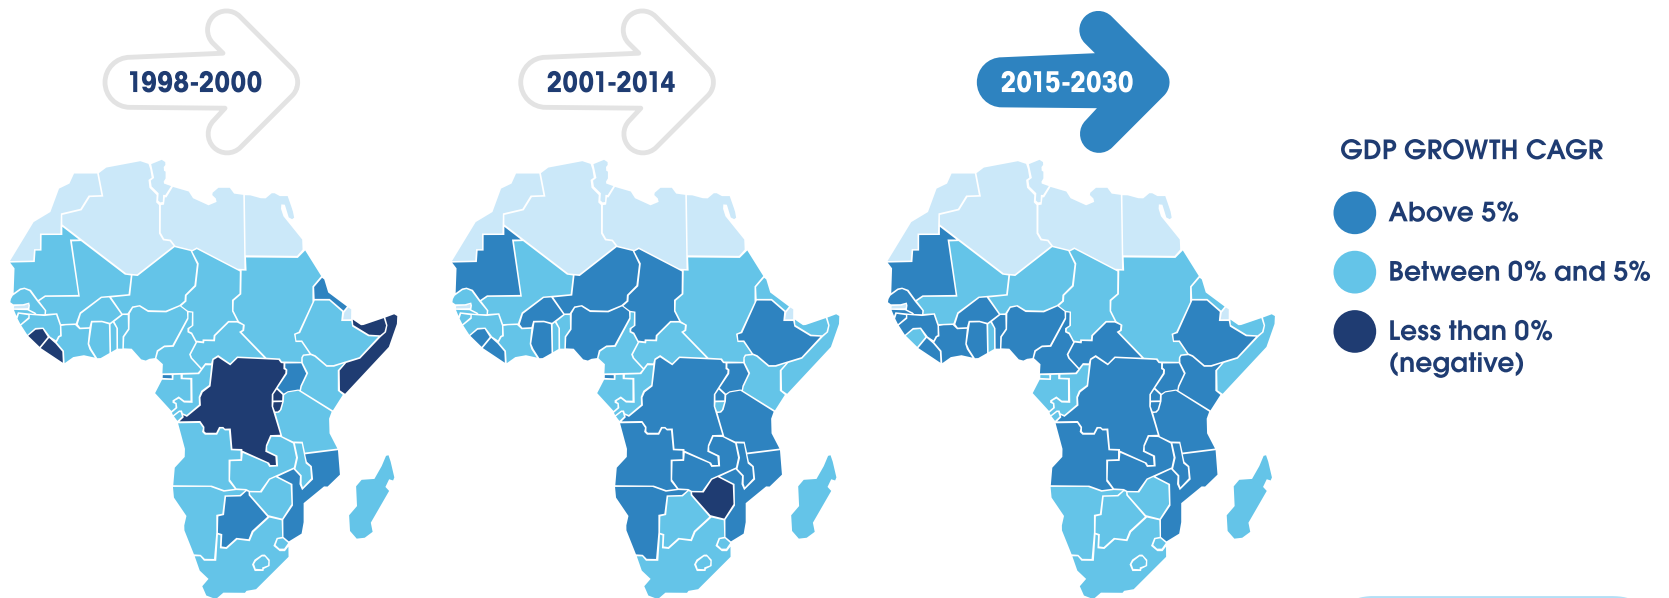 1998-2000
2001-2014
2015-2030
GDP GROWTH CAGR
Above 5%
Between 0% and 5%
Less than 0%
(negative)